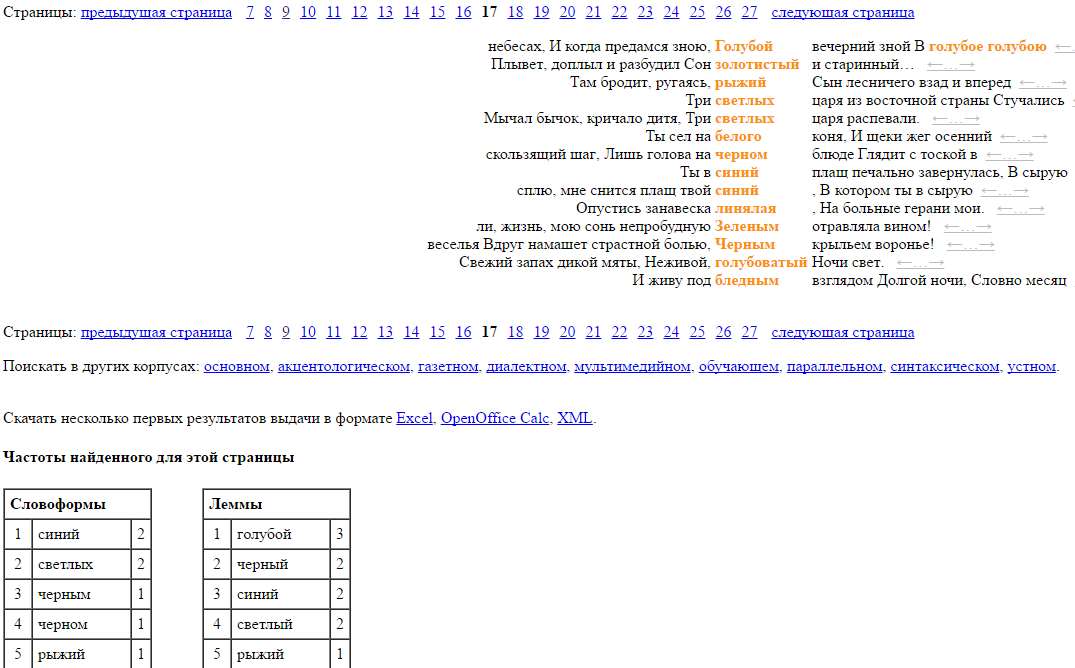 Страницы: предыдущая страница 7 8 9 10 11 12 13 14 15 16 17 18 19 20 21 22 23 24 25 26 27 следующая страница
небесах, И когда предамся зною, Голубой вечерний зной В голубое голубою ←...
Плывет, доплыл и разбудил Сон золотистый и старинный… ←...→
Там бродит, ругаясь, рыжий Сын лесничего взад и вперед ←...→
Три светлых царя из восточной страны Стучались
Мычал бычок, кричало дитя, Три светлых царя распевали. ←...→
Ты сел на белого коня, И щеки жег осенний ←...→
скользящий шаг, Лишь голова на черном блюде Глядит с тоской в ←...→
Ты в синий плащ печально завернулась, В сырую
сплю, мне снится плащ твой синий , В котором ты в сырую ←...→
Опустись занавеска линялая , На больные герани мои. ←...→
ли, жизнь, мою сонь непробудную Зеленым отравляла вином! ←...→
веселья Вдруг намашет страстной болью, Черным крыльем воронье! ←...→
Свежий запах дикой мяты, Неживой, голубоватый Ночи свет. ←...→
И живу под бледным взглядом Долгой ночи, Словно месяц
Страницы: предыдущая страница 7 8 9 10 11 12 13 14 15 16 17 18 19 20 21 22 23 24 25 26 27 следующая страница
Поискать в других корпусах: основном, акцентологическом, газетном, диалектном, мультимедийном, обучающем, параллельном, синтаксическом, устном.
Скачать несколько первых результатов выдачи в формате Excel, OpenOffice Calc, XML.
Частоты найденного для этой страницы
Словоформы Леммы
1 синий 2 1 голубой 3
2 светлых 2 2 черный 2
3 черным 1 3 синий 2
4 черном 1 4 светлый 2
5 рыжий 1 5 рыжий 1